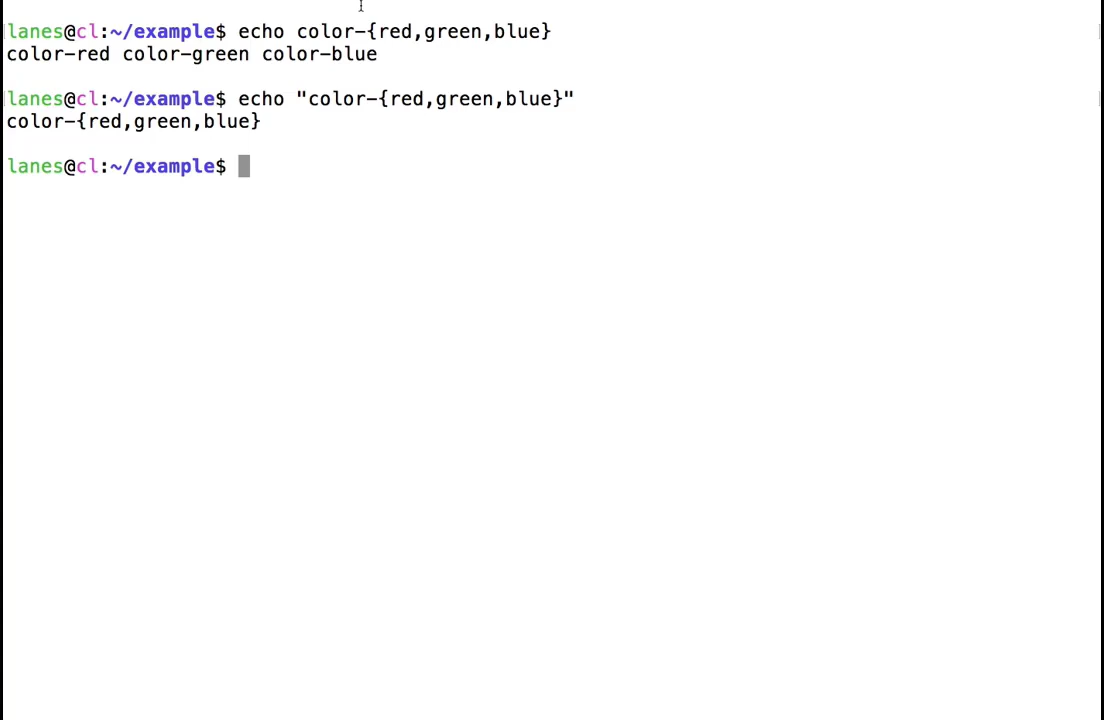 lanes@cl:~/example$ echo color-{red,green,blue}
color-red color-green color-blue
lanes@cl:~/example$ echo "color-{red,green,blue}"
color-{red,green,blue}
lanes@cl:~/example$